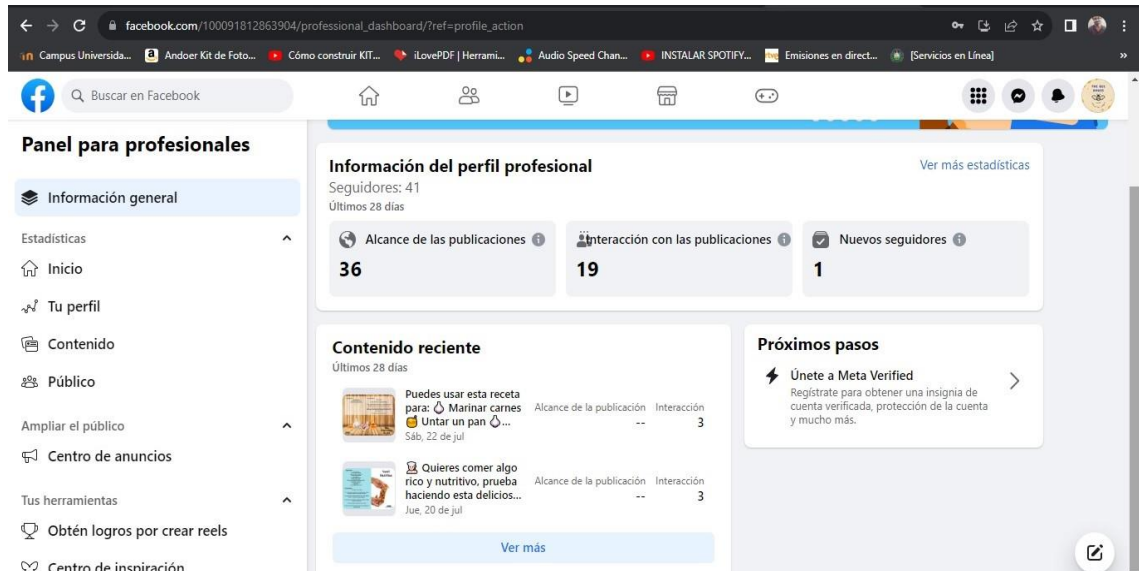 facebook.com/100091812863904/professional_dashboard/?ref=profile_action
Campus Universida...
Andoer Kit de Foto...
Cómo construir KIT...
iLovePDF | Herrami...
Audio Speed Chan...
INSTALAR SPOTIFY...
Emisiones en direct...
[Servicios en Línea]
Buscar en Facebook
Panel para profesionales
Información general
Estadísticas
Inicio
Tu perfil
Contenido
Público
Ampliar el público
Centro de anuncios
Tus herramientas
Obtén logros por crear reels
Centro de inspiración
Información del perfil profesional
Ver más estadísticas
Seguidores: 41
Últimos 28 días
Alcance de las publicaciones
36
Interacción con las publicaciones
19
Nuevos seguidores
1
Contenido reciente
Últimos 28 días
Puedes usar esta receta
para: 🧄 Marinar carnes
🍯 Untar un pan 🧄...
Sáb, 22 de jul
Alcance de la publicación Interacción
-- 3
👩🏻‍🍳 Quieres comer algo
rico y nutritivo, prueba
haciendo esta delicios...
Jue, 20 de jul
Alcance de la publicación Interacción
-- 3
Ver más
Próximos pasos
Únete a Meta Verified
Regístrate para obtener una insignia de
cuenta verificada, protección de la cuenta
y mucho más.